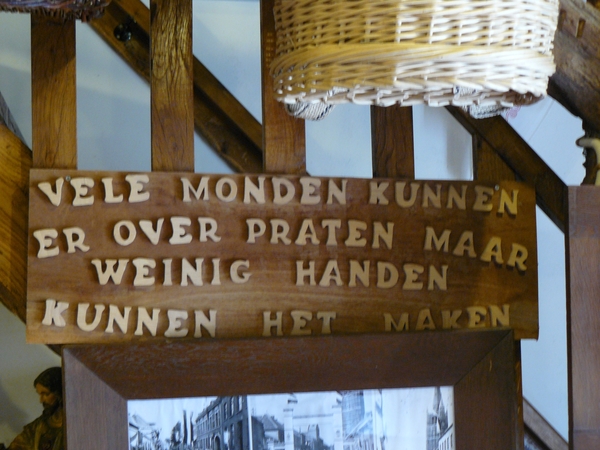 VELE MONDEN KUNNEN
ER OVER PRATEN MAAR
WEINIG HANDEN
KUNNEN HET MAKEN